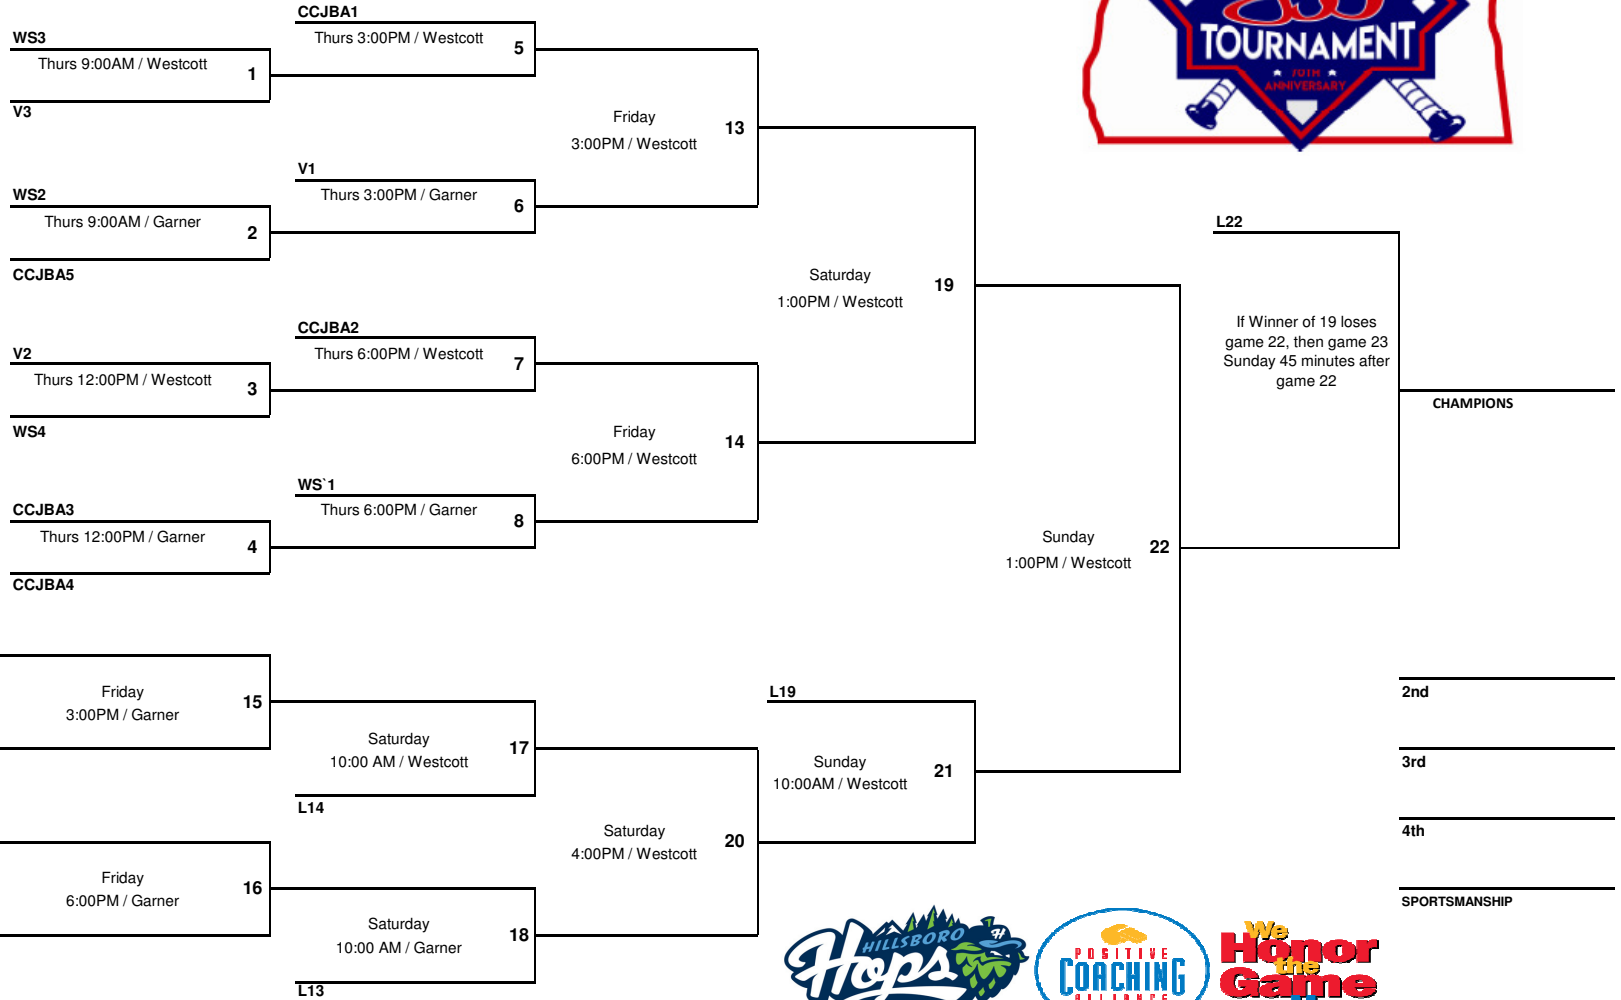 CCJBA1
Thurs 3:00PM / Westcott
5
WS3
Thurs 9:00AM / Westcott
1
V3
Friday
3:00PM / Westcott
13
V1
Thurs 3:00PM / Garner
6
WS2
Thurs 9:00AM / Garner
2
CCJBA5
Saturday
1:00PM / Westcott
19
CCJBA2
Thurs 6:00PM / Westcott
7
V2
Thurs 12:00PM / Westcott
3
WS4
Friday
6:00PM / Westcott
14
WS`1
Thurs 6:00PM / Garner
8
CCJBA3
Thurs 12:00PM / Garner
4
CCJBA4
Sunday
1:00PM / Westcott
22
TOURNAMENT
70TH
ANNIVERSARY
L22
If Winner of 19 loses
game 22, then game 23
Sunday 45 minutes after
game 22
CHAMPIONS
Friday
3:00PM / Garner
15
Saturday
10:00 AM / Westcott
17
L14
Friday
6:00PM / Garner
16
Saturday
10:00 AM / Garner
18
L13
Saturday
4:00PM / Westcott
20
L19
Sunday
10:00AM / Westcott
21
2nd
3rd
4th
SPORTSMANSHIP
HILLSBORO
H
Hops
POSITIVE
COACHING
ALLIANCE
We
Honor
the
Game